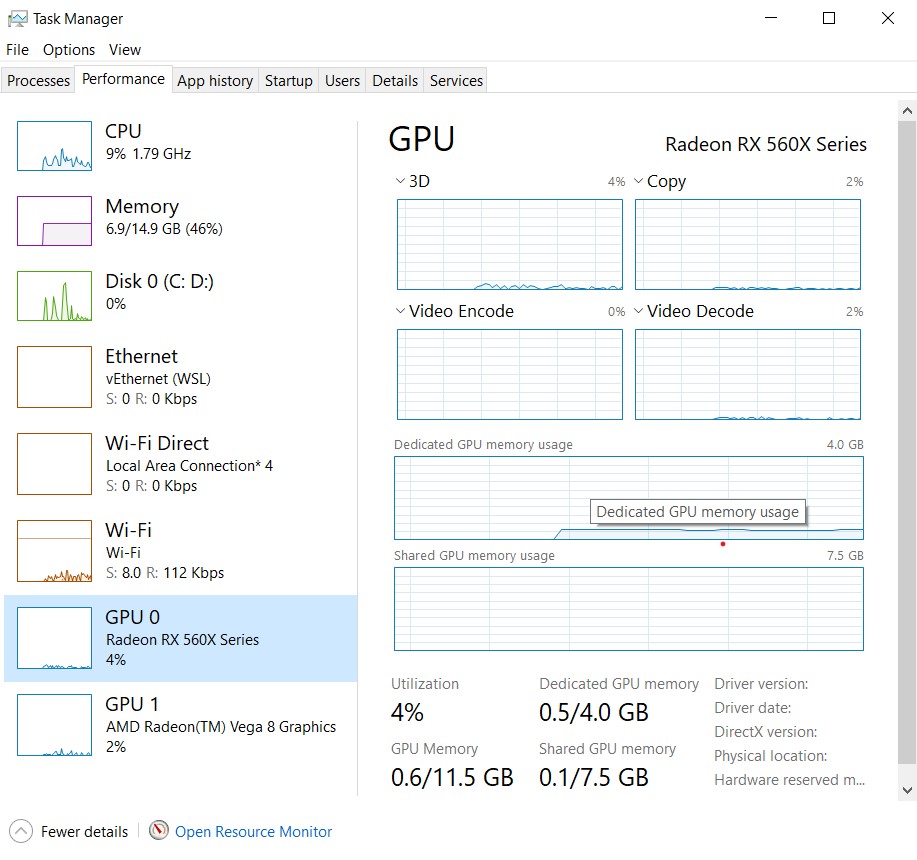 Task Manager
File Options View
Processes Performance App history Startup Users Details Services
CPU
9% 1.79 GHz
Memory
6.9/14.9 GB (46%)
Disk 0 (C: D:)
0%
Ethernet
vEthernet (WSL)
S: 0 R: 0 Kbps
Wi-Fi Direct
Local Area Connection* 4
S: 0 R: 0 Kbps
Wi-Fi
Wi-Fi
S: 8.0 R: 112 Kbps
GPU 0
Radeon RX 560X Series
4%
GPU 1
AMD Radeon(TM) Vega 8 Graphics
2%
GPU Radeon RX 560X Series
3D 4% Copy 2%
Video Encode 0% Video Decode 2%
Dedicated GPU memory usage 4.0 GB
Dedicated GPU memory usage
Shared GPU memory usage 7.5 GB
Utilization
4%
Dedicated GPU memory
0.5/4.0 GB
GPU Memory
0.6/11.5 GB
Shared GPU memory
0.1/7.5 GB
Driver version:
Driver date:
DirectX version:
Physical location:
Hardware reserved m...
Fewer details Open Resource Monitor